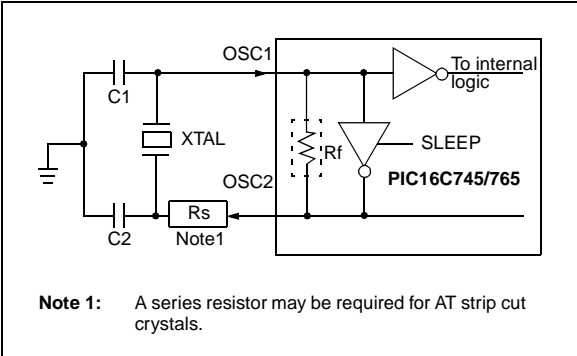 OSC1
To internal
logic
C1
XTAL
Rf
SLEEP
OSC2
PIC16C745/765
Rs
C2
Note1
Note 1: A series resistor may be required for AT strip cut
crystals.